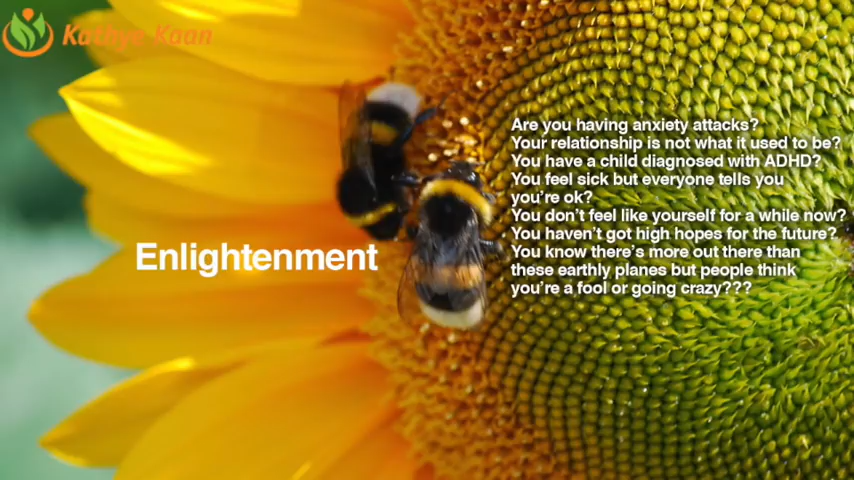 Kathye Kaan
Enlightenment
Are you having anxiety attacks?
Your relationship is not what it used to be?
You have a child diagnosed with ADHD?
You feel sick but everyone tells you
you're ok?
You don't feel like yourself for a while now?
You haven't got high hopes for the future?
You know there's more out there than
these earthly planes but people think
you're a fool or going crazy???